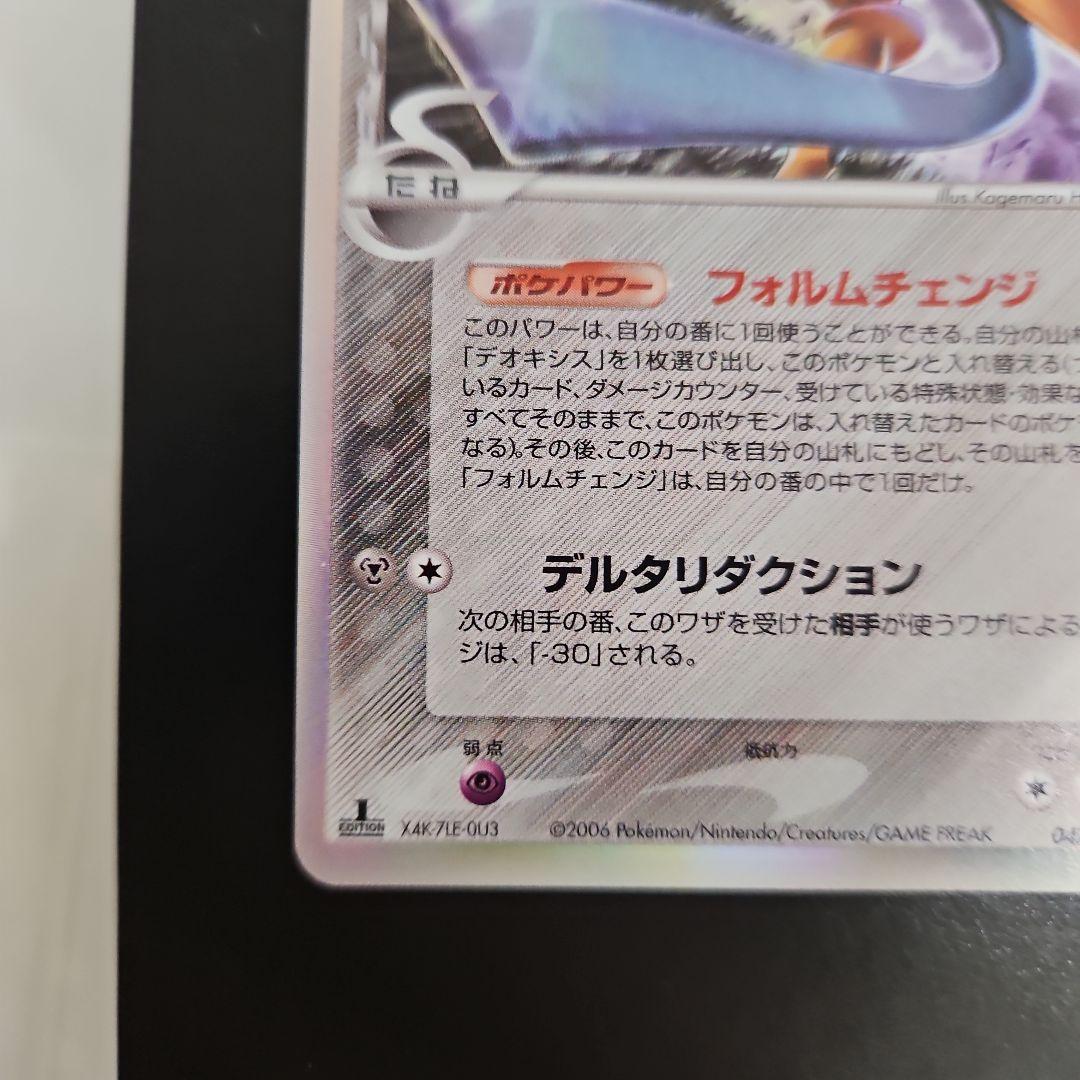 たね
Illus. Kagemaru H
ポケパワー フォルムチェンジ
このパワーは、自分の番に1回使うことができる。自分の山札
「デオキシス」を1枚選び出し、このポケモンと入れ替える
いるカード、ダメージカウンター、受けている特殊状態・効果な
すべてそのままで、このポケモンは、入れ替えたカードのポケ
なる)。その後、このカードを自分の山札にもどし、その山札を
「フォルムチェンジ」は、自分の番の中で1回だけ。
デルタリダクション
次の相手の番、このワザを受けた相手が使うワザによる
ジは、「-30」される。
弱点 抵抗力
1 EDITION X4K-7LE-0U3 ©2006 Pokémon/Nintendo/Creatures/GAME FREAK